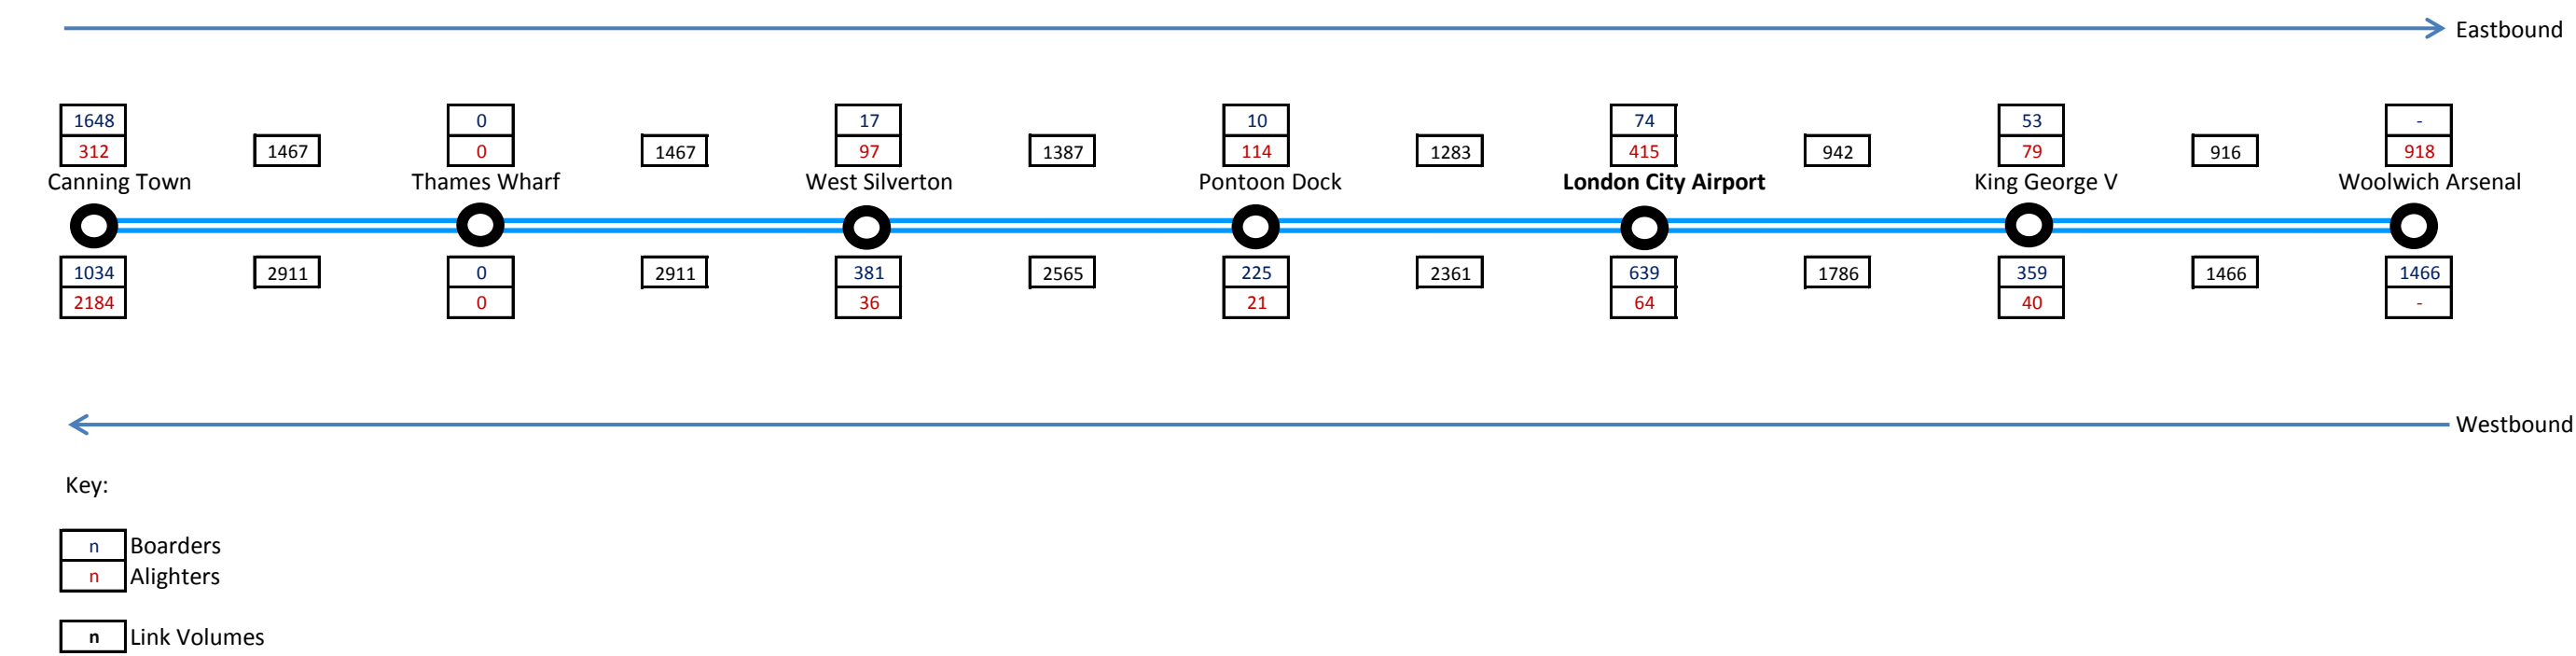 Eastbound
1648 0 17 10 74 53 -
312 1467 0 1467 97 1387 114 1283 415 942 79 916 918
Canning Town Thames Wharf West Silverton Pontoon Dock London City Airport King George V Woolwich Arsenal
1034 2911 0 2911 381 2565 225 2361 639 1786 359 1466 1466
2184 0 36 21 64 40 -
Westbound
Key:
n Boarders
n Alighters
n Link Volumes